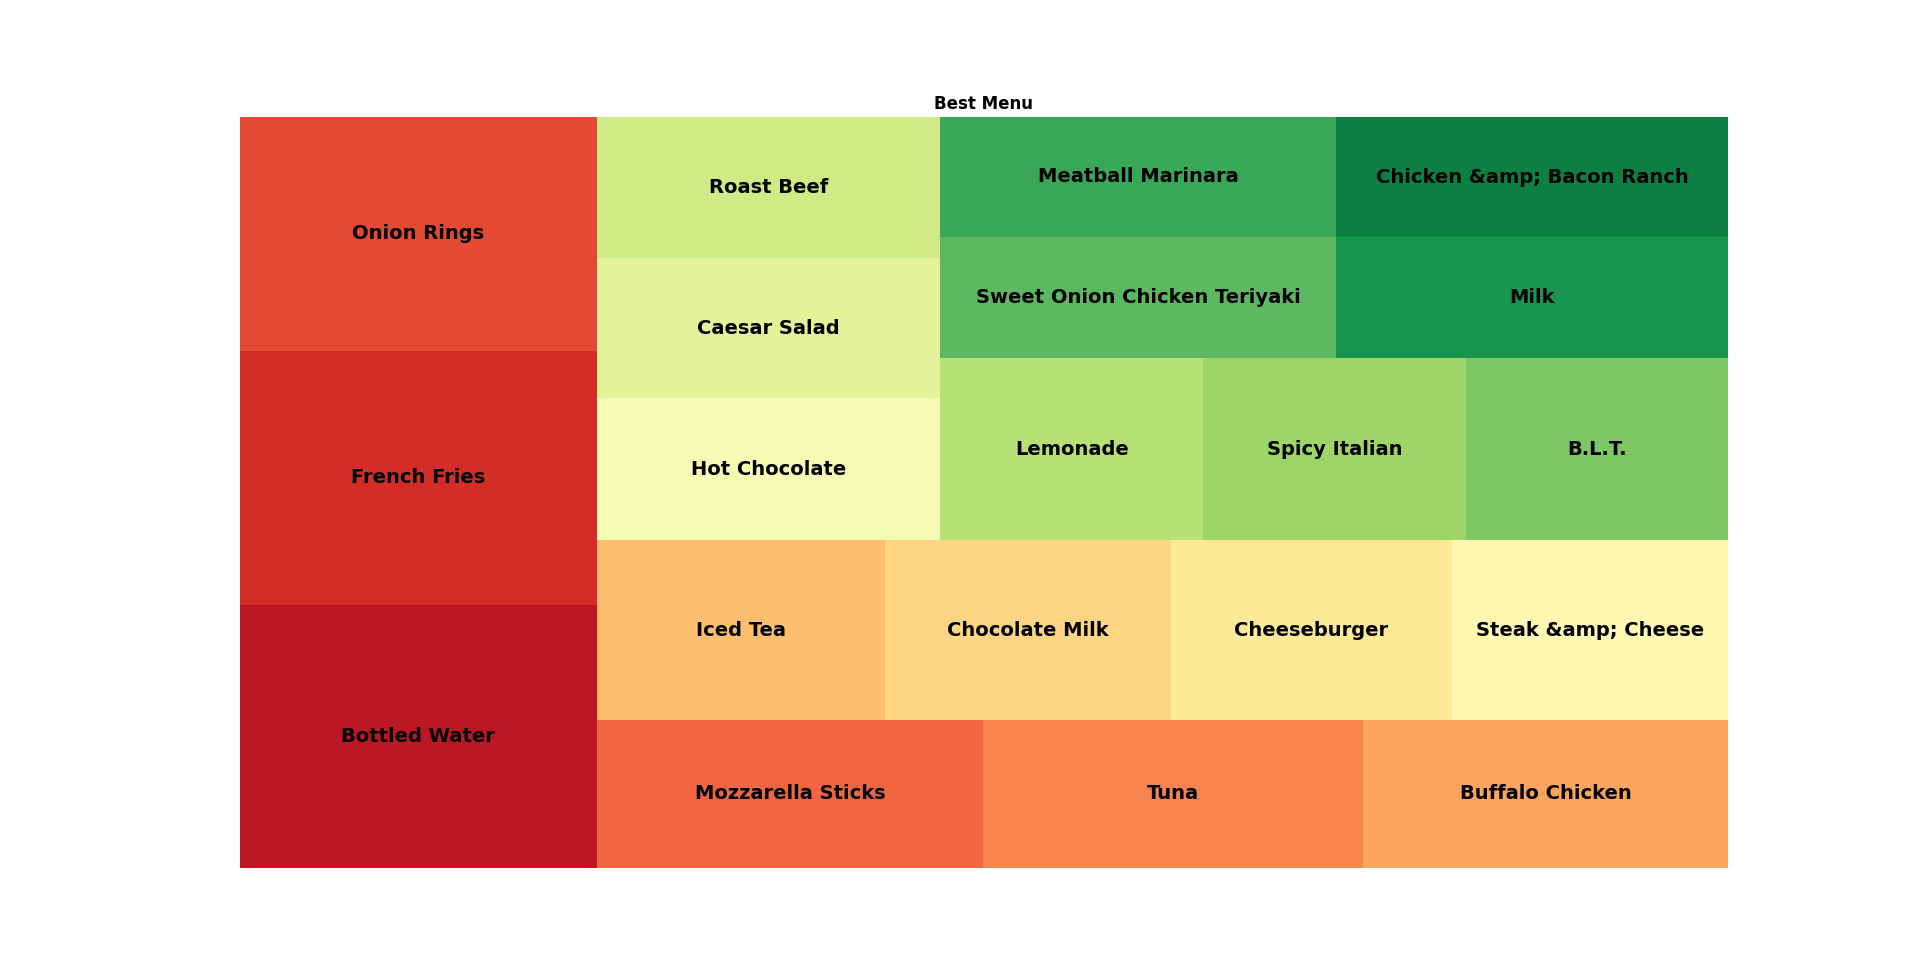 Best Menu
Onion Rings
French Fries
Bottled Water
Roast Beef
Caesar Salad
Hot Chocolate
Meatball Marinara
Chicken &amp; Bacon Ranch
Sweet Onion Chicken Teriyaki
Milk
Lemonade
Spicy Italian
B.L.T.
Iced Tea
Chocolate Milk
Cheeseburger
Steak &amp; Cheese
Mozzarella Sticks
Tuna
Buffalo Chicken